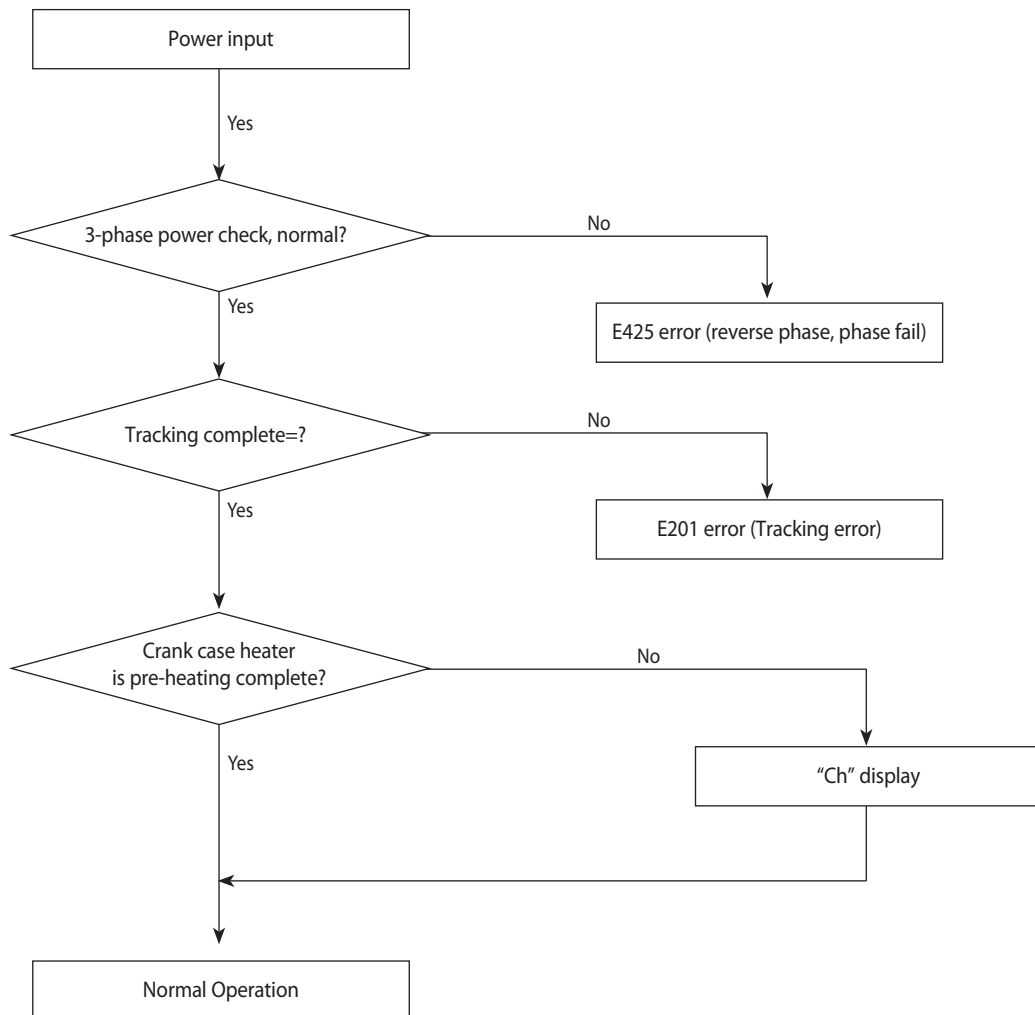 Power input
Yes
3-phase power check, normal?
No
Yes
E425 error (reverse phase, phase fail)
Tracking complete=?
No
Yes
E201 error (Tracking error)
Crank case heater
is pre-heating complete?
No
Yes
“Ch” display
Normal Operation